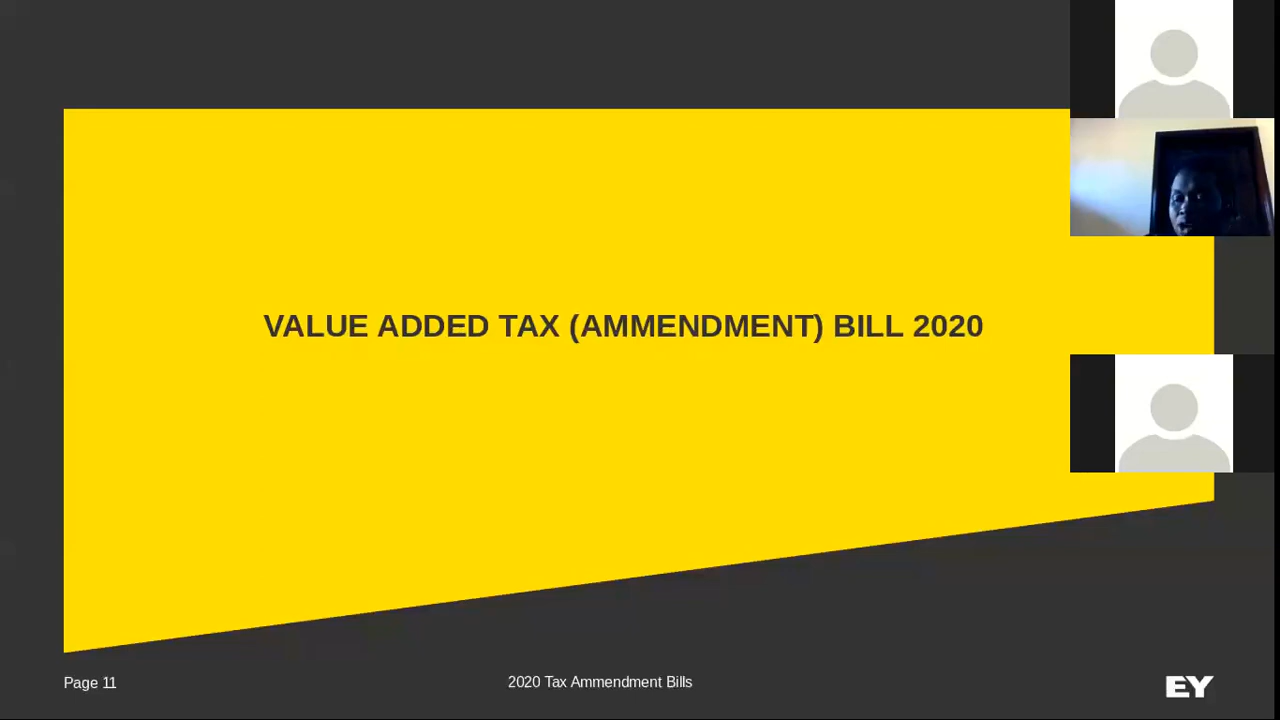 VALUE ADDED TAX (AMMENDMENT) BILL 2020
Page 11
2020 Tax Ammendment Bills
EY